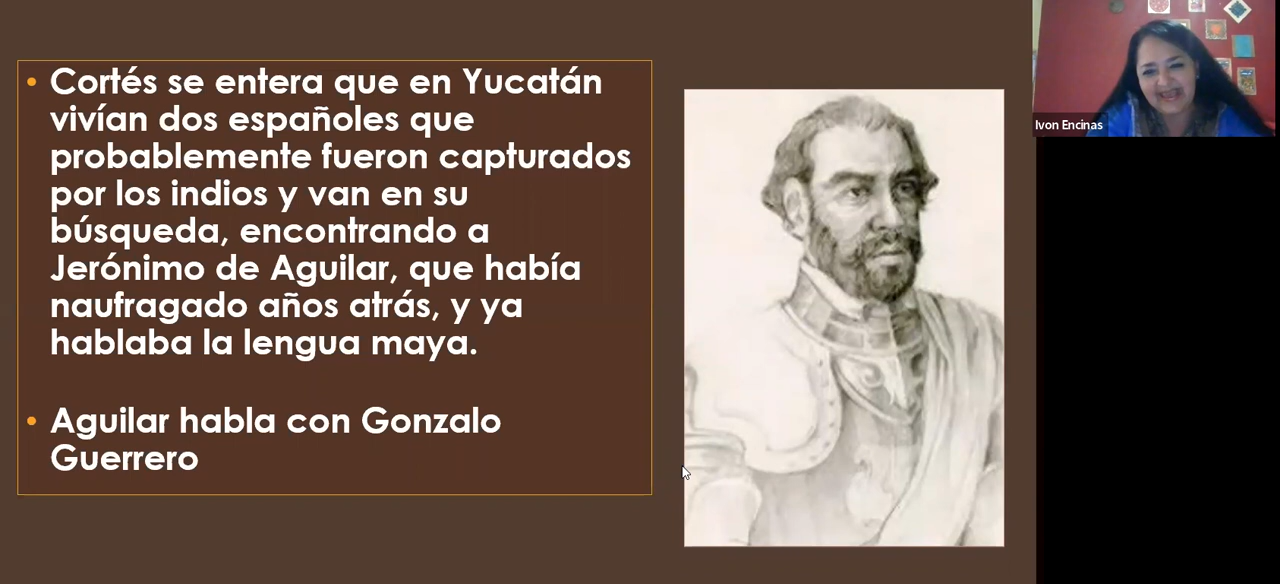 • Cortés se entera que en Yucatán
vivían dos españoles que
probablemente fueron capturados
por los indios y van en su
búsqueda, encontrando a
Jerónimo de Aguilar, que había
naufragado años atrás, y ya
hablaba la lengua maya.
• Aguilar habla con Gonzalo
Guerrero
Ivon Encinas